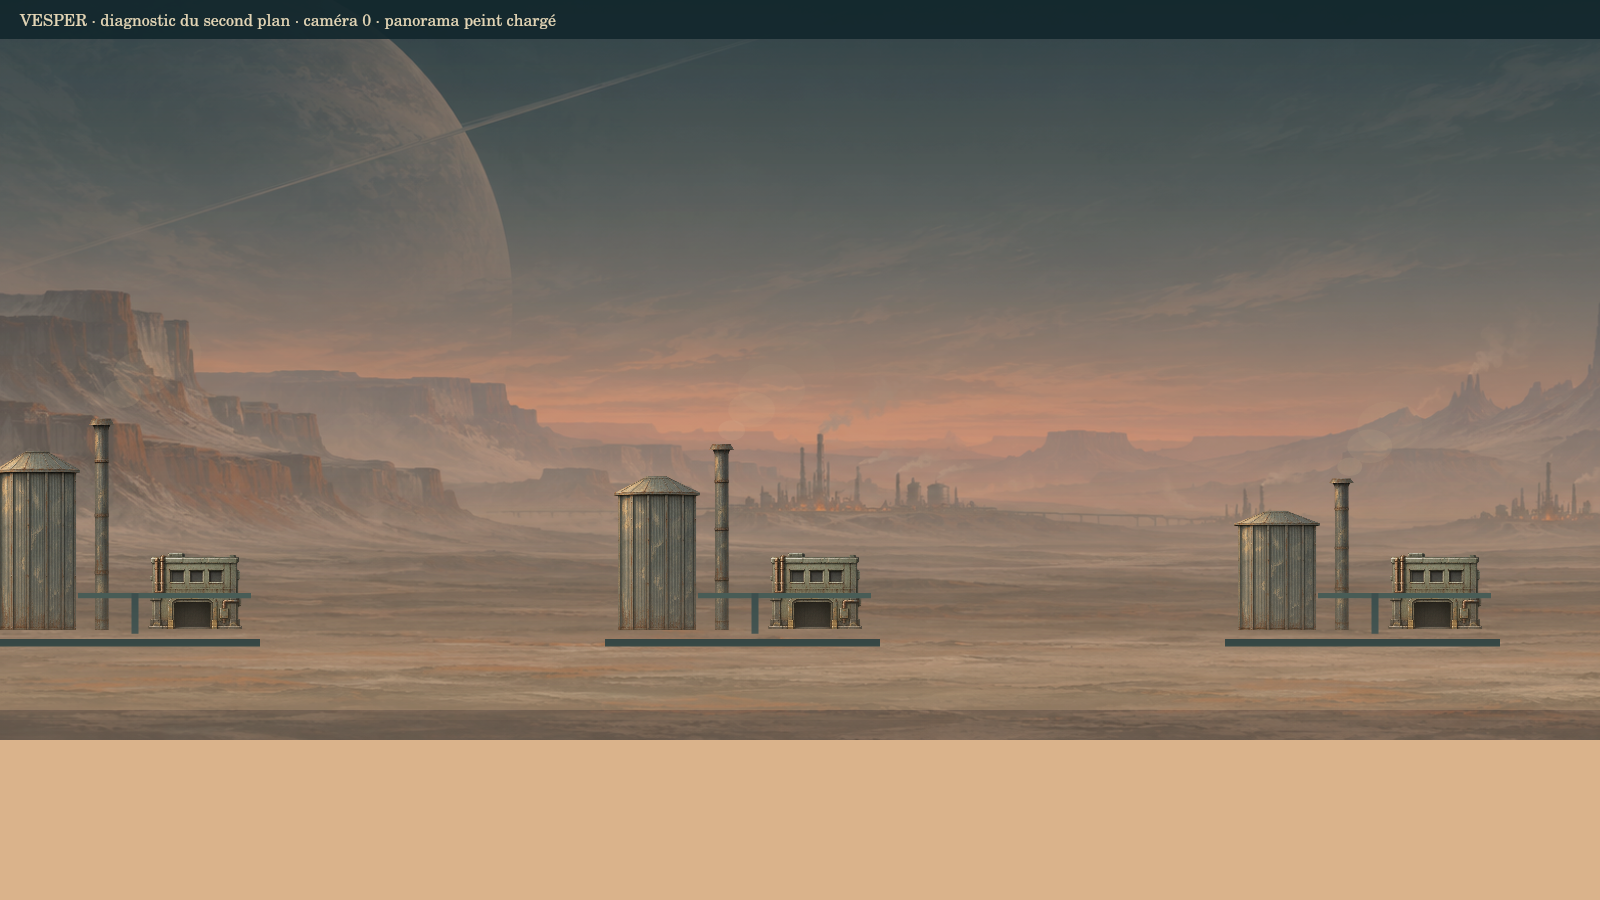 VESPER · diagnostic du second plan · caméra 0 · panorama peint chargé